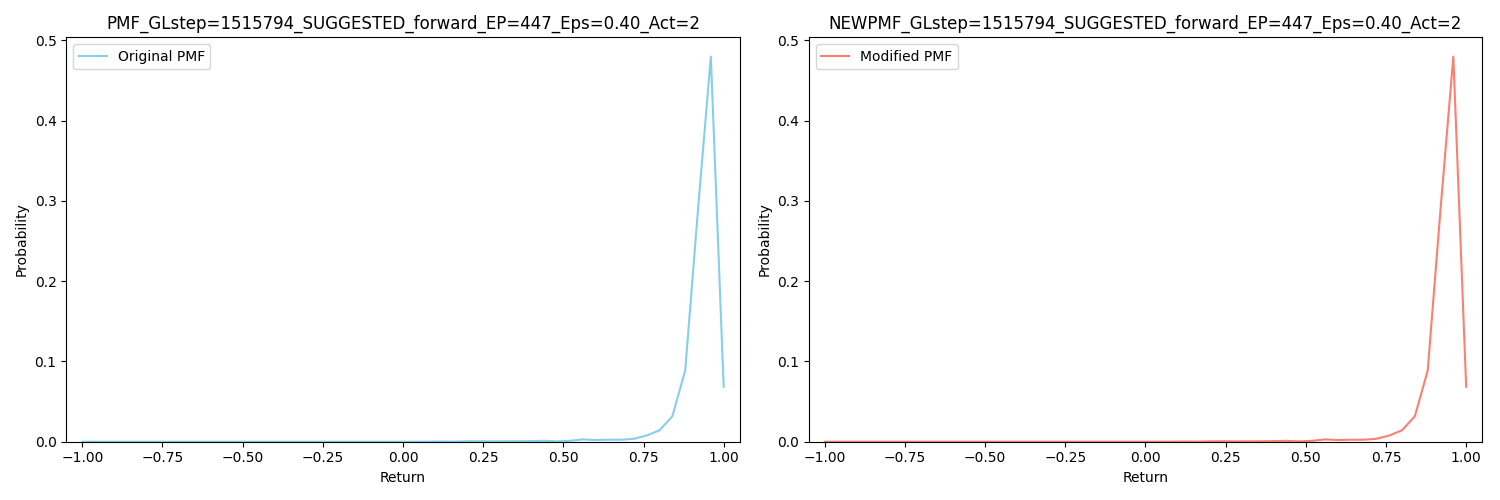 PMF_GLstep=1515794_SUGGESTED_forward_EP=447_Eps=0.40_Act=2
Original PMF
Probability
0.5
0.4
0.3
0.2
0.1
0.0
−1.00 −0.75 −0.50 −0.25 0.00 0.25 0.50 0.75 1.00
Return
NEWPMF_GLstep=1515794_SUGGESTED_forward_EP=447_Eps=0.40_Act=2
Modified PMF
Probability
0.5
0.4
0.3
0.2
0.1
0.0
−1.00 −0.75 −0.50 −0.25 0.00 0.25 0.50 0.75 1.00
Return